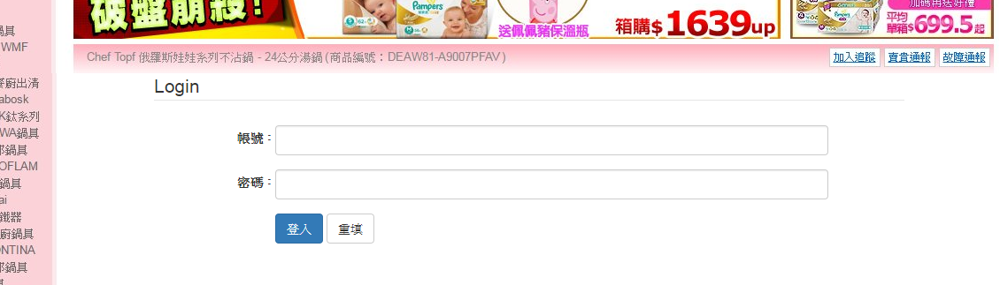 破盤崩殺!
Pampers
送佩佩豬保溫瓶
箱購$1639up
加碼再送好禮
Pampers
平均
單箱$699.5起
Chef Topf 俄羅斯娃娃系列不沾鍋 - 24公分湯鍋(商品編號：DEAW81-A9007PFAV)
加入追蹤
賣貴通報
故障通報
鍋具
WMF
餐廚出清
abosk
K鈦系列
WA鍋具
鍋具
OFLAM
鍋具
ai
鐵器
廚鍋具
ONTINA
鍋具
Login
帳號：
密碼：
登入
重填